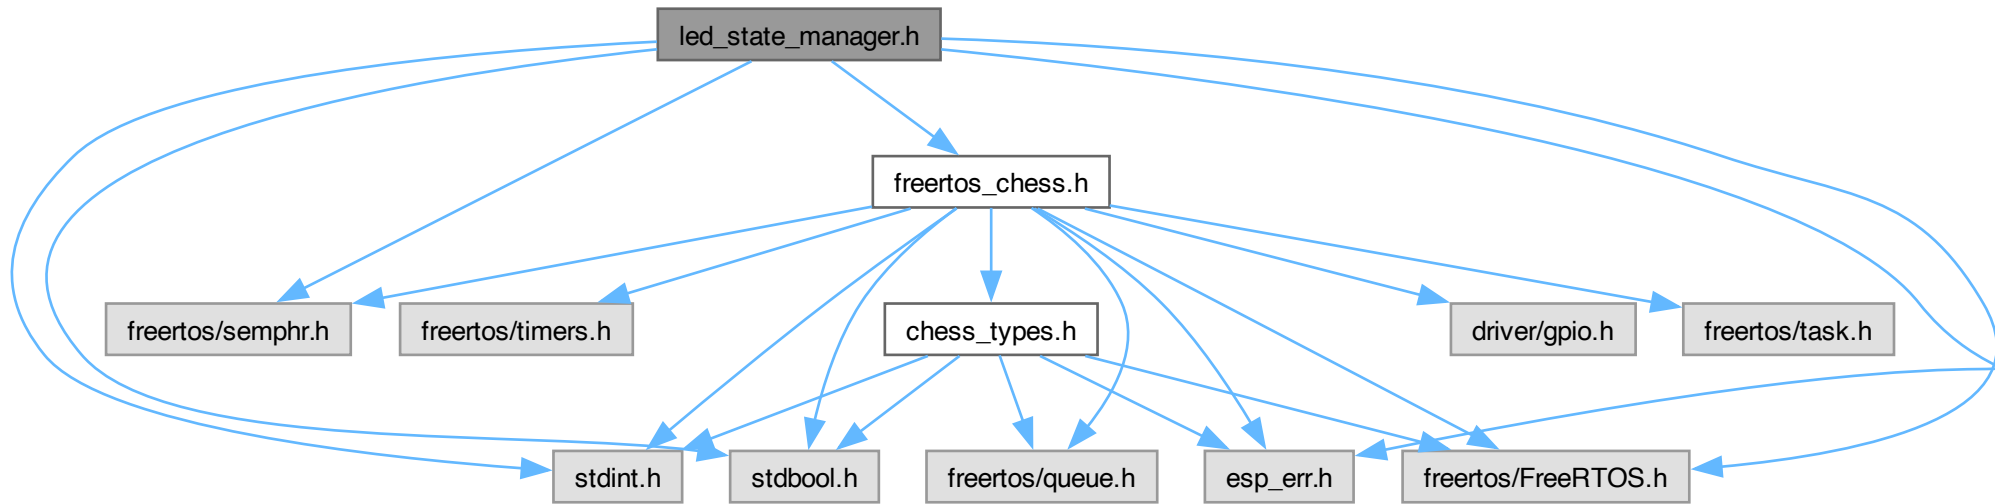 led_state_manager.h
freertos_chess.h
freertos/semphr.h
freertos/timers.h
chess_types.h
driver/gpio.h
freertos/task.h
stdint.h
stdbool.h
freertos/queue.h
esp_err.h
freertos/FreeRTOS.h